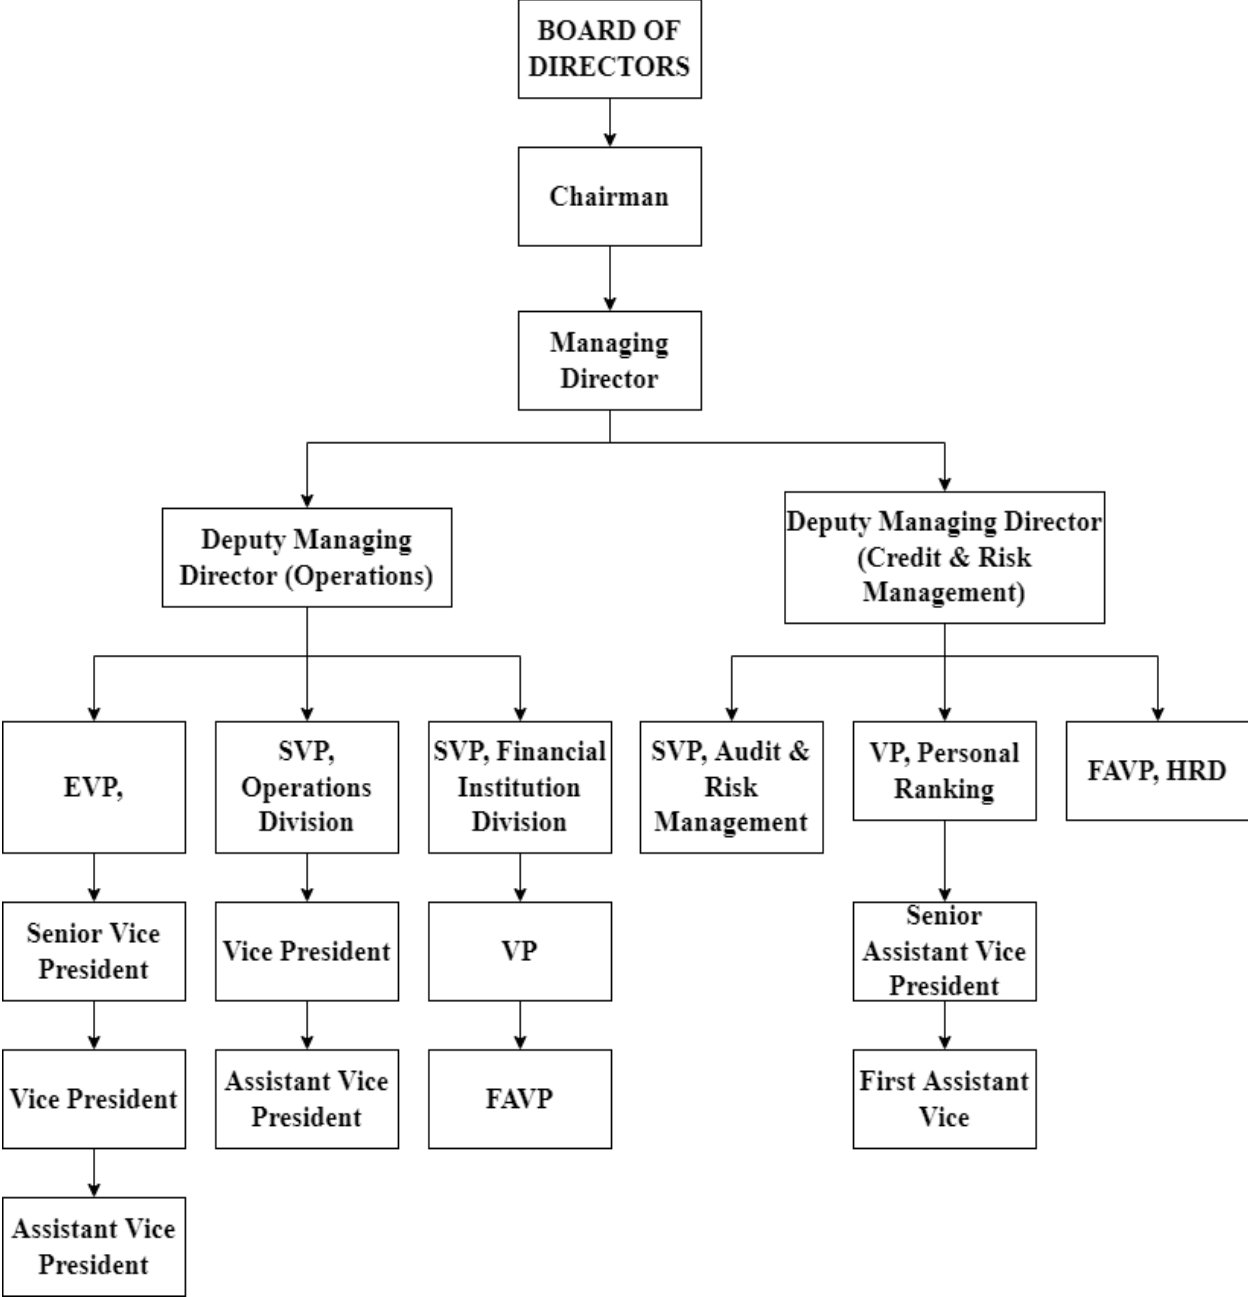 BOARD OF
DIRECTORS
Chairman
Managing
Director
Deputy Managing
Director (Operations)
Deputy Managing Director
(Credit & Risk
Management)
EVP,
SVP,
Operations
Division
SVP, Financial
Institution
Division
SVP, Audit &
Risk
Management
VP, Personal
Ranking
FAVP, HRD
Senior Vice
President
Vice President
VP
Senior
Assistant Vice
President
Vice President
Assistant Vice
President
FAVP
First Assistant
Vice
Assistant Vice
President